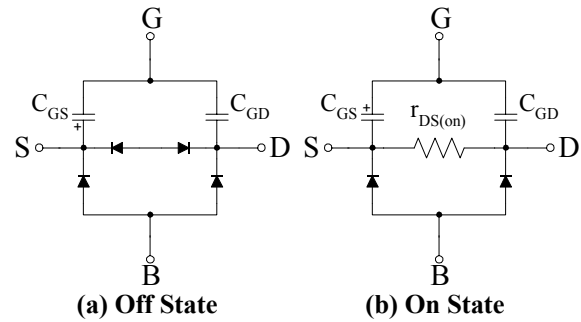 G
G
C_GS
+
C_GD
C_GS
+
r_DS(on)
C_GD
S
D
S
D
B
B
(a) Off State
(b) On State